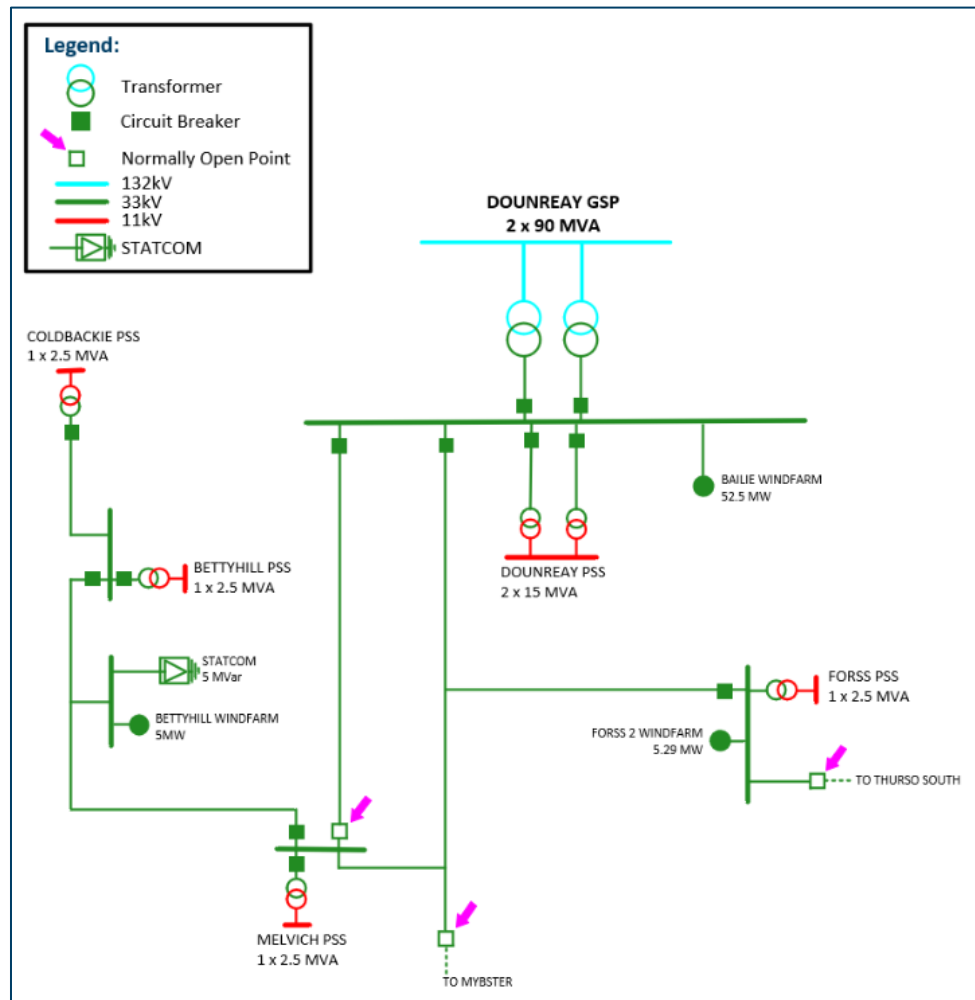 Legend:
Transformer
Circuit Breaker
Normally Open Point
132kV
33kV
11kV
STATCOM
DOUNREAY GSP
2 x 90 MVA
COLDBACKIE PSS
1 x 2.5 MVA
BAILIE WINDFARM
52.5 MW
BETTYHILL PSS
1 x 2.5 MVA
DOUNREAY PSS
2 x 15 MVA
STATCOM
5 MVar
BETTYHILL WINDFARM
5MW
FORSS PSS
1 x 2.5 MVA
FORSS 2 WINDFARM
5.29 MW
TO THURSO SOUTH
MELVICH PSS
1 x 2.5 MVA
TO MYBSTER